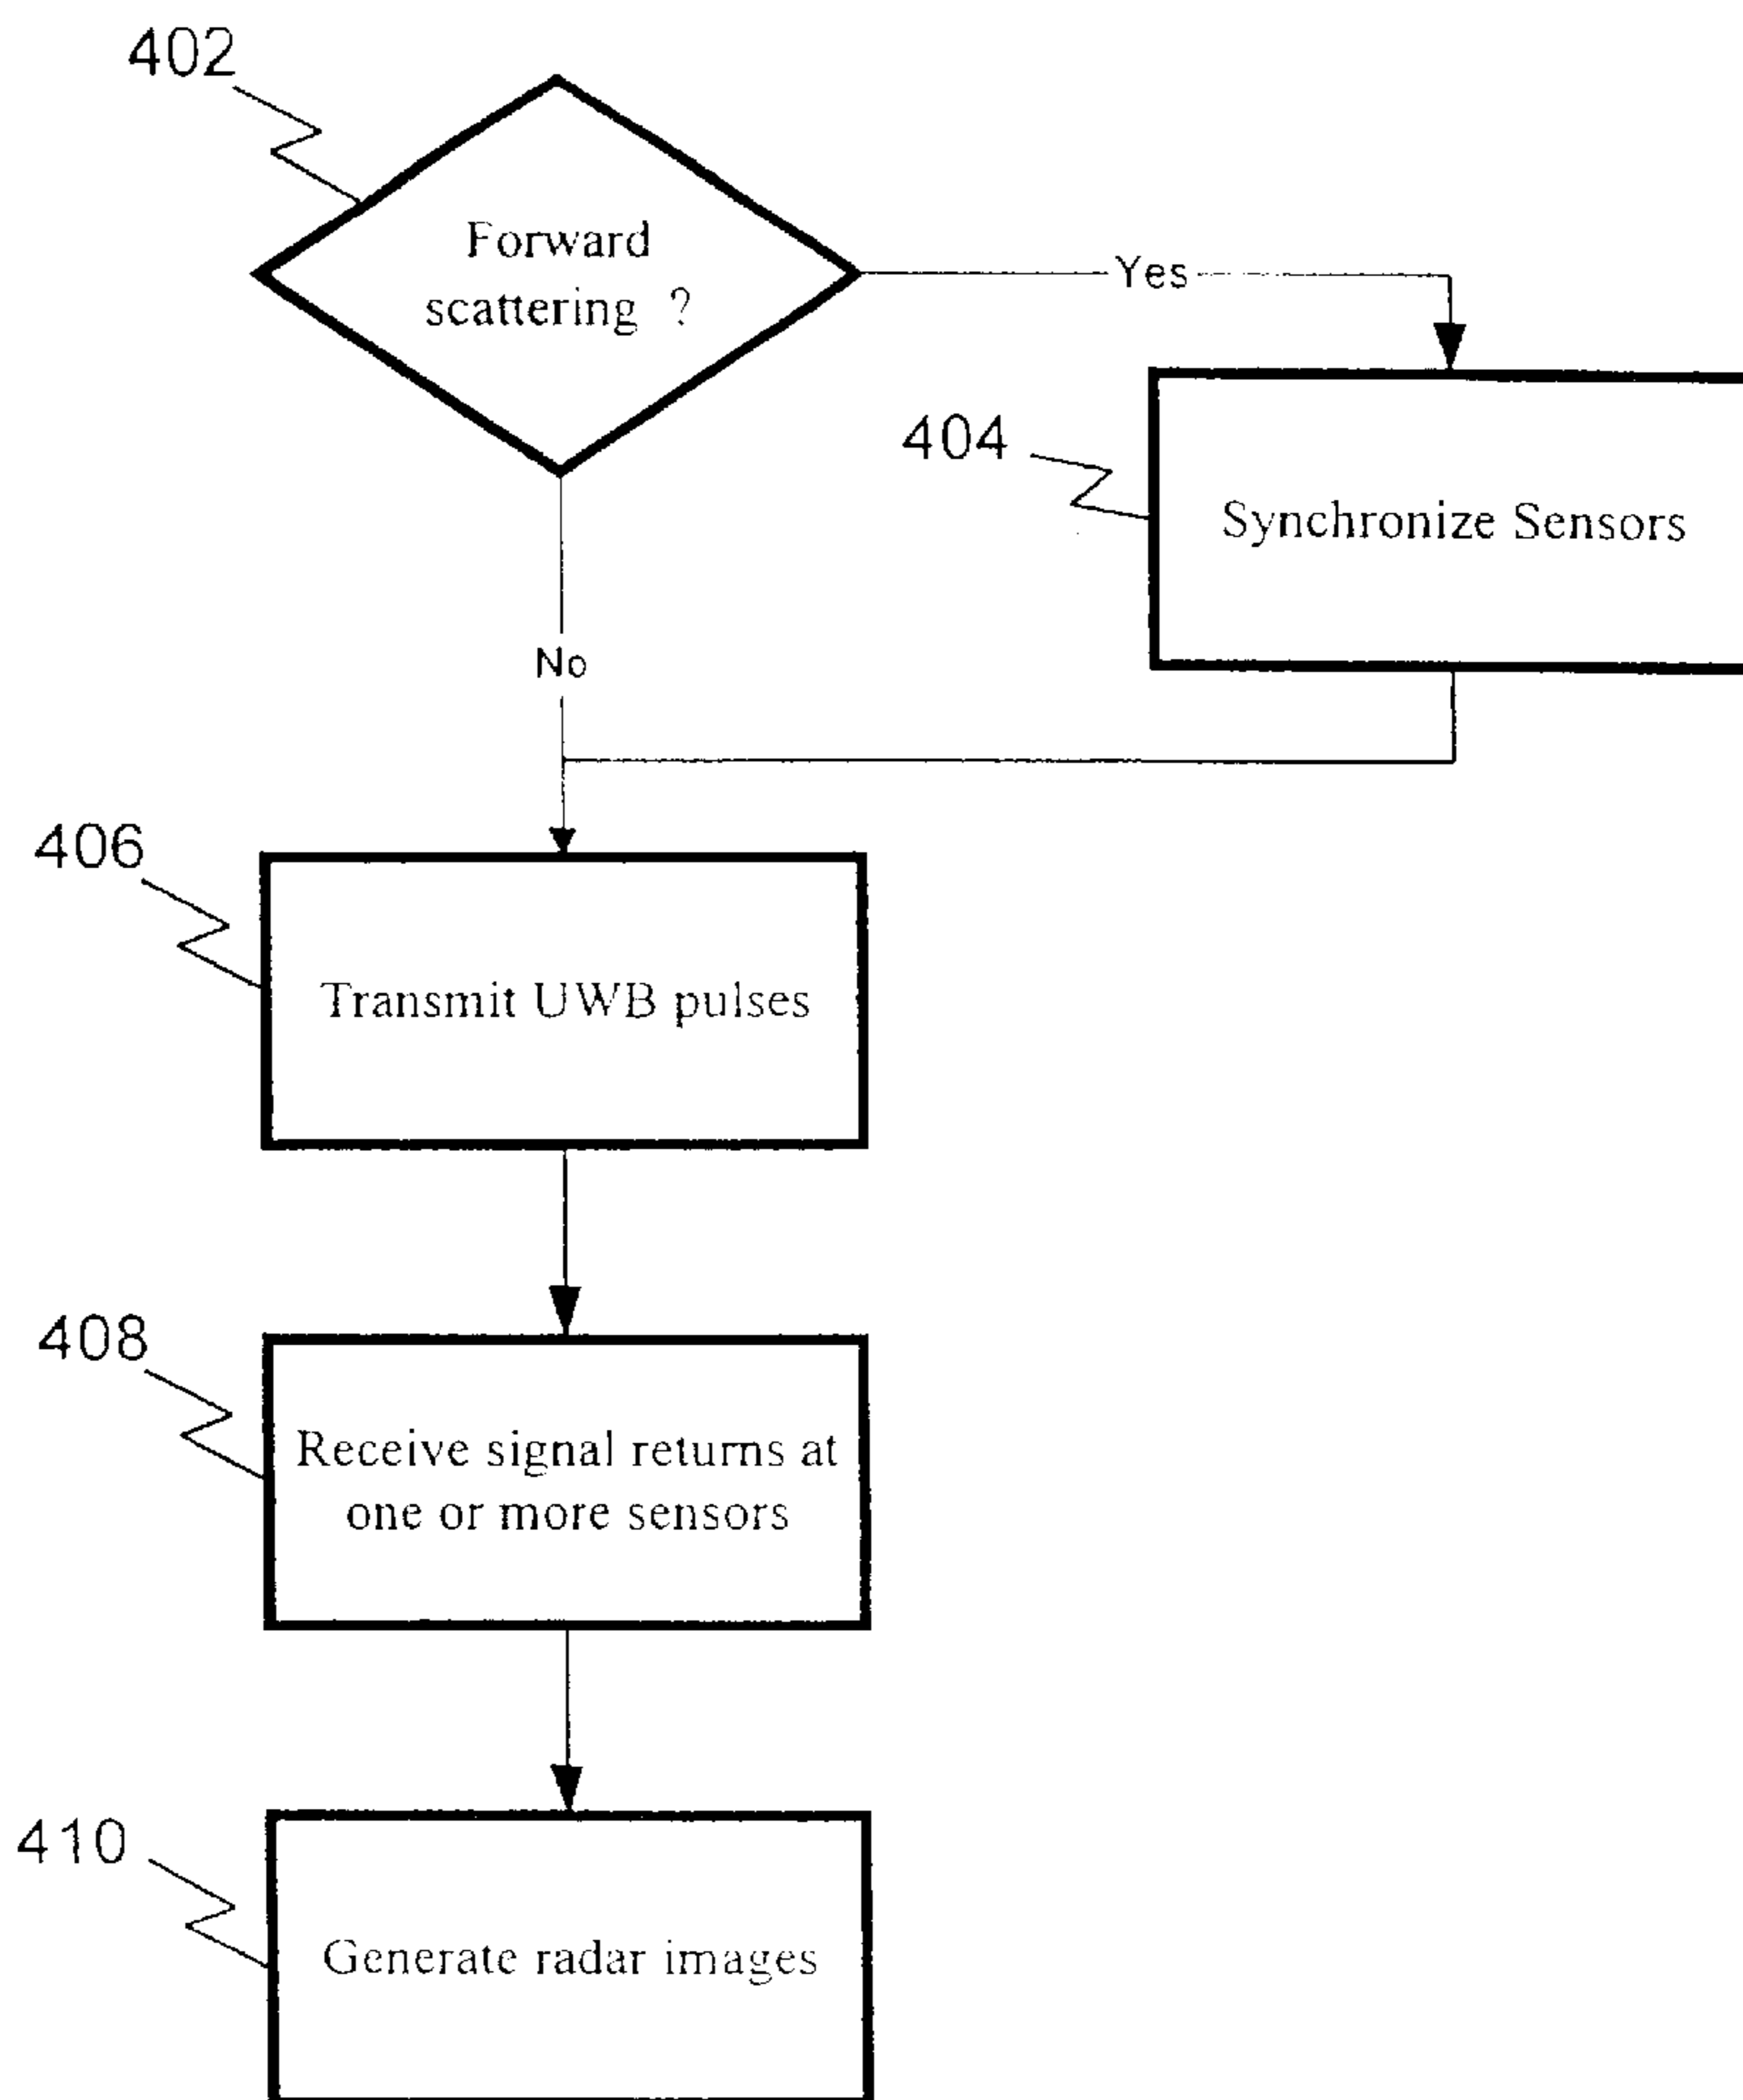 402
Forward
scattering ?
Yes
404
Synchronize Sensors
No
406
Transmit UWB pulses
408
Receive signal returns at
one or more sensors
410
Generate radar images